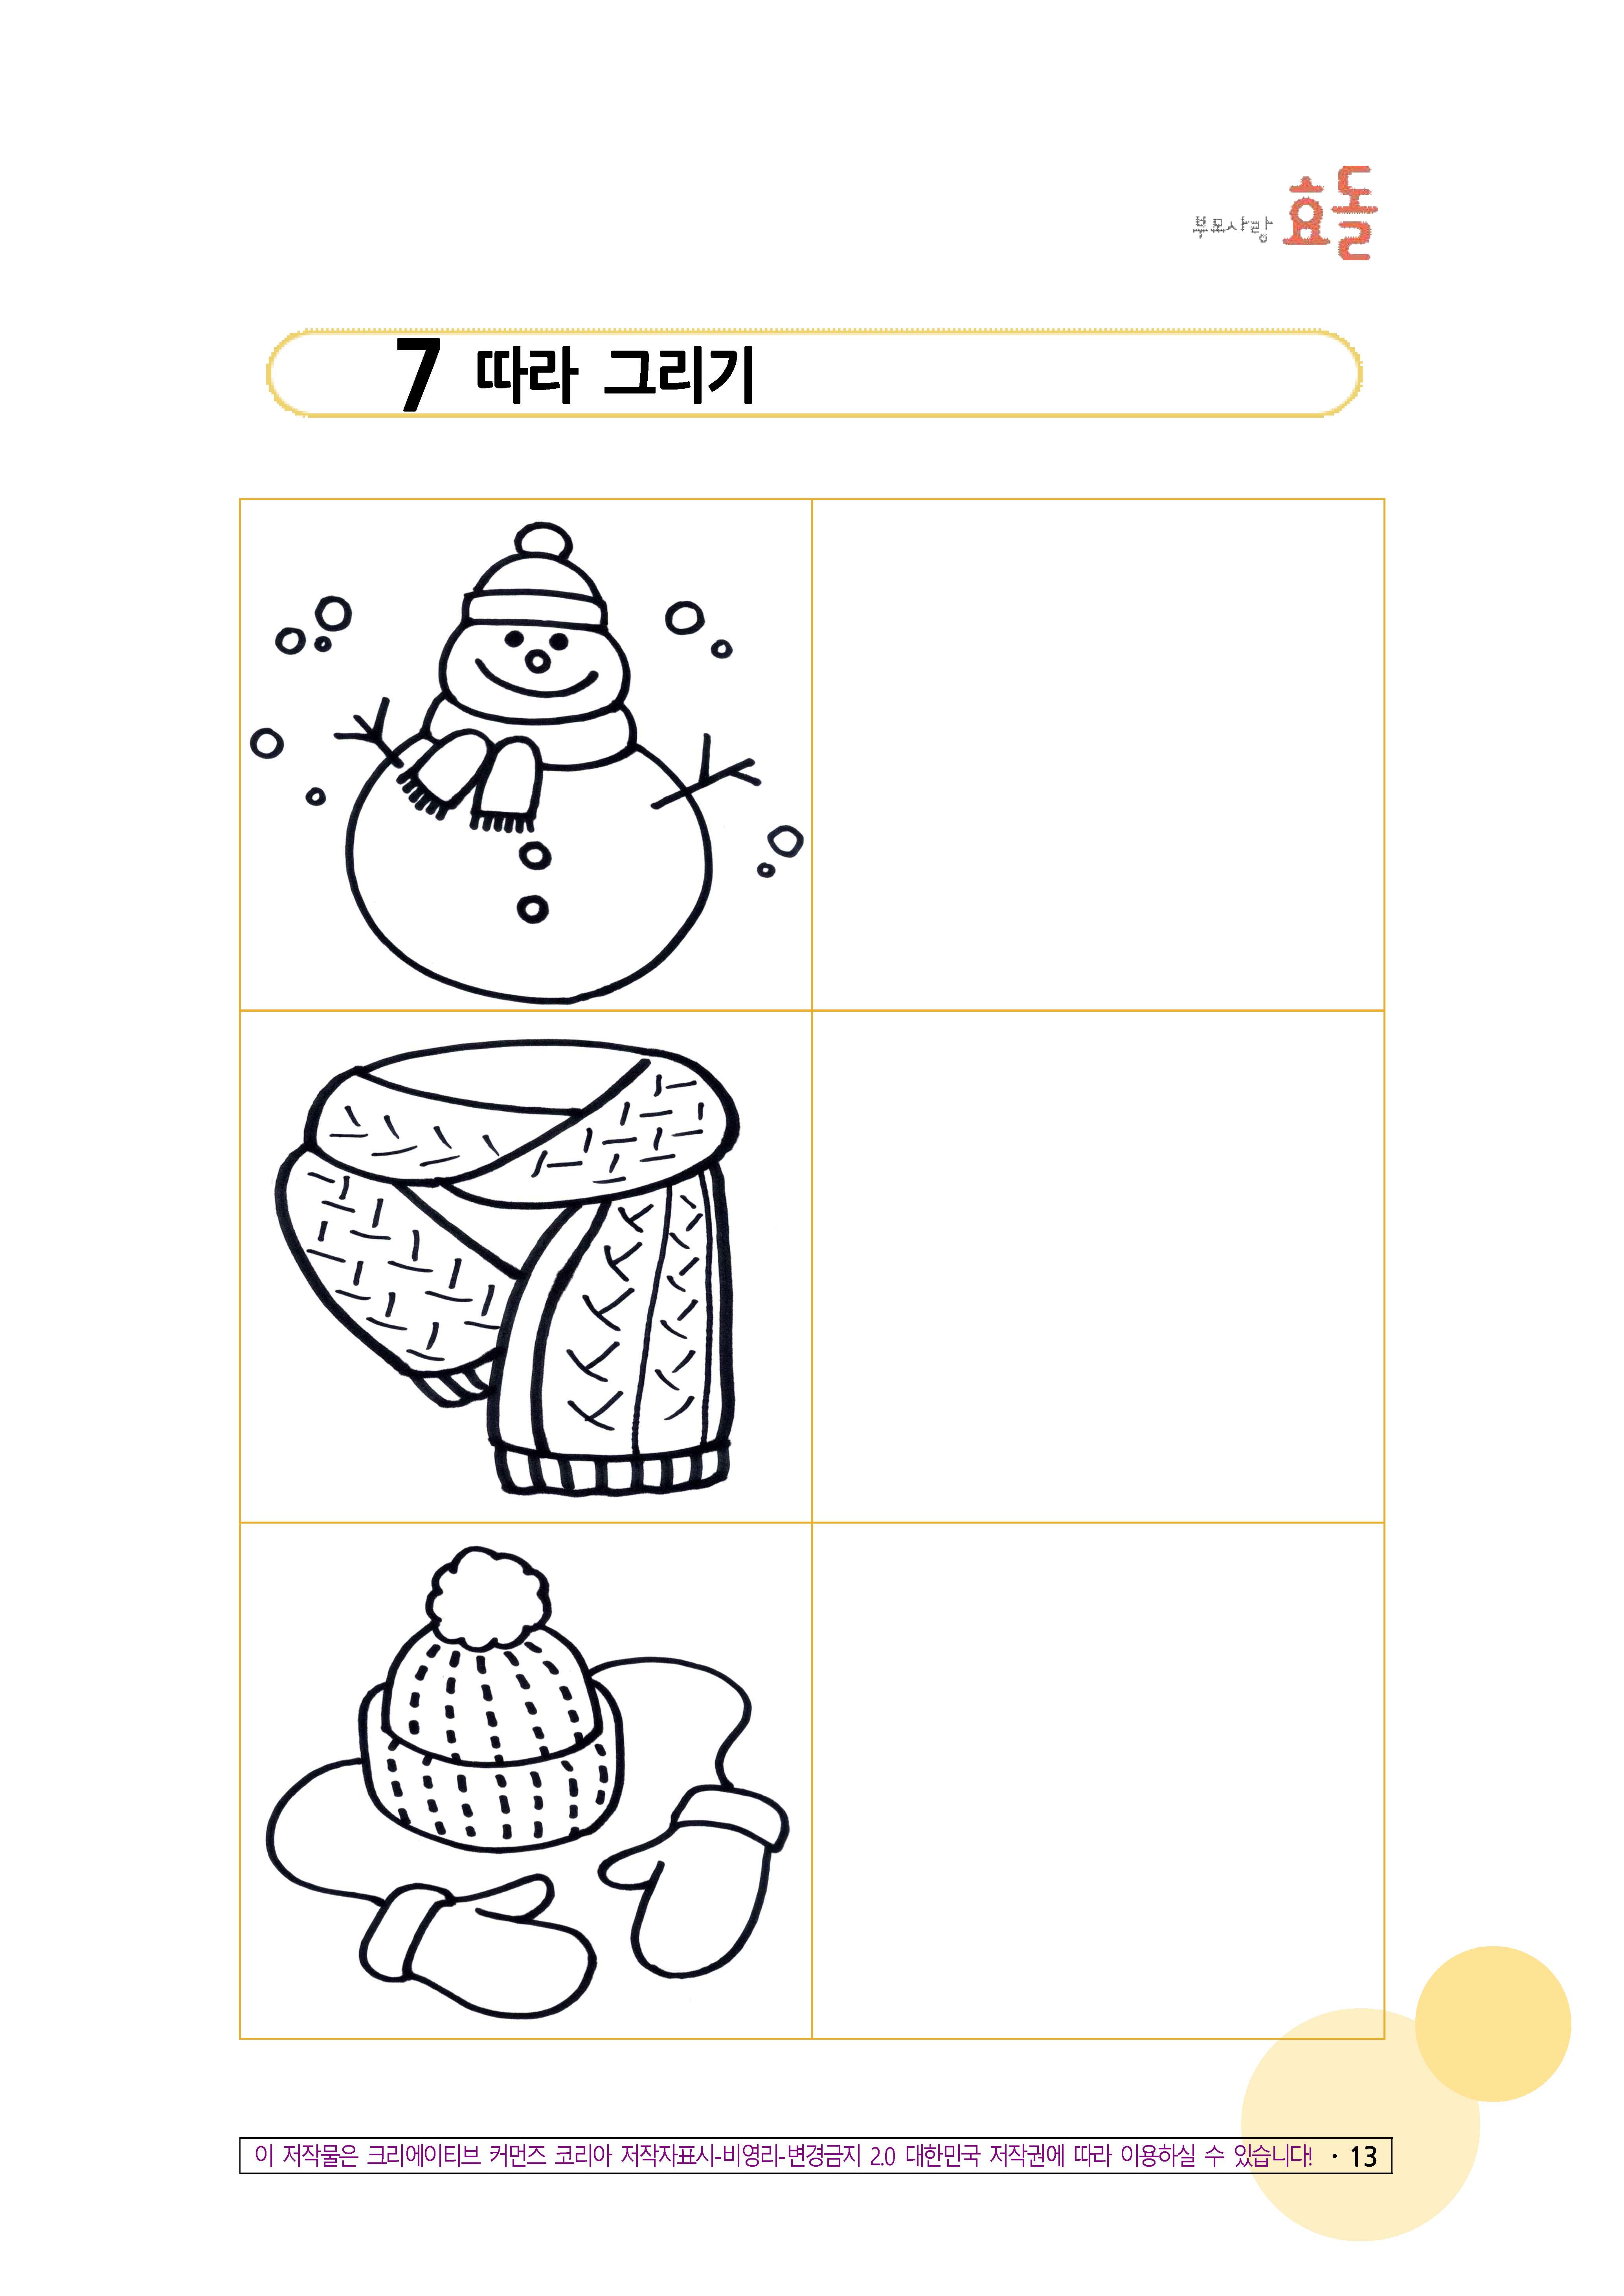 부모사랑 효돌
7 따라 그리기
이 저작물은 크리에이티브 커먼즈 코리아 저작자표시-비영리-변경금지 2.0 대한민국 저작권에 따라 이용하실 수 있습니다! · 13